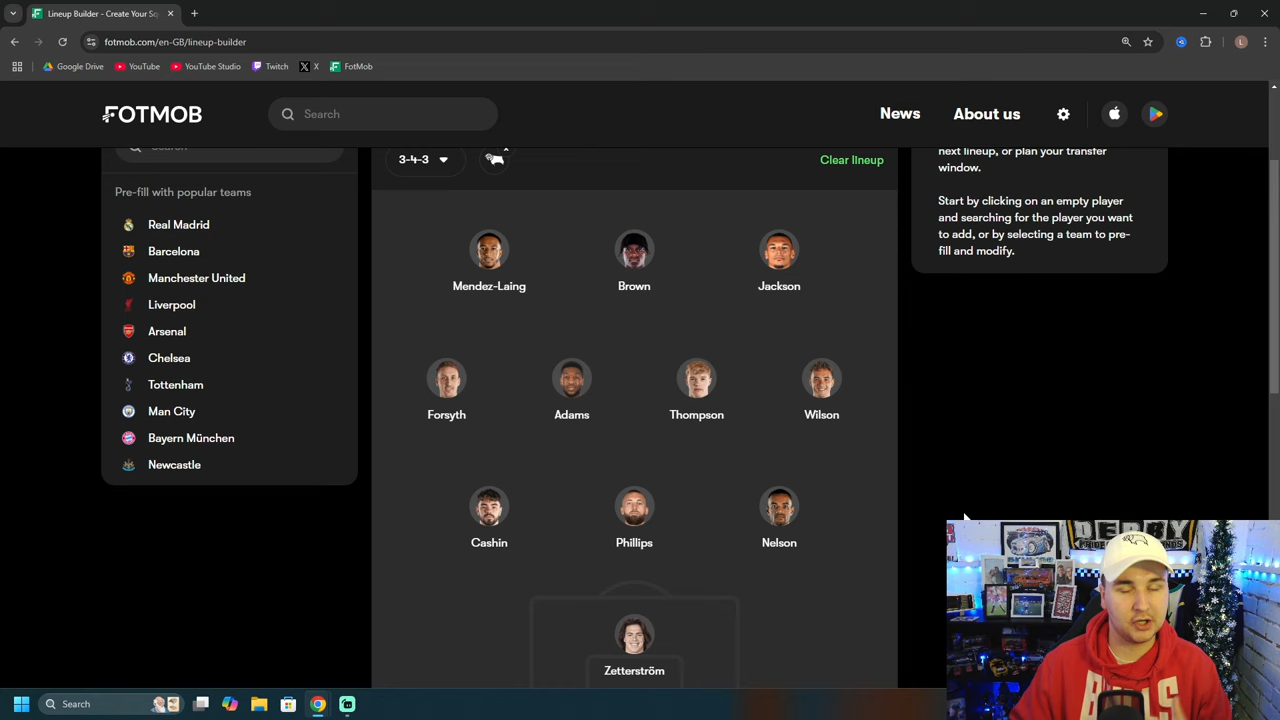 Lineup Builder - Create Your Sq
fotmob.com/en-GB/lineup-builder
L
Google Drive
YouTube
YouTube Studio
Twitch
X
FotMob
FOTMOB
Search
News
About us
Search
Pre-fill with popular teams
Real Madrid
Barcelona
Manchester United
Liverpool
Arsenal
Chelsea
Tottenham
Man City
Bayern München
Newcastle
3-4-3
Clear lineup
Mendez-Laing
Brown
Jackson
Forsyth
Adams
Thompson
Wilson
Cashin
Phillips
Nelson
Zetterström
next lineup, or plan your transfer
window.
Start by clicking on an empty player
and searching for the player you want
to add, or by selecting a team to pre-
fill and modify.
DERBY
Search